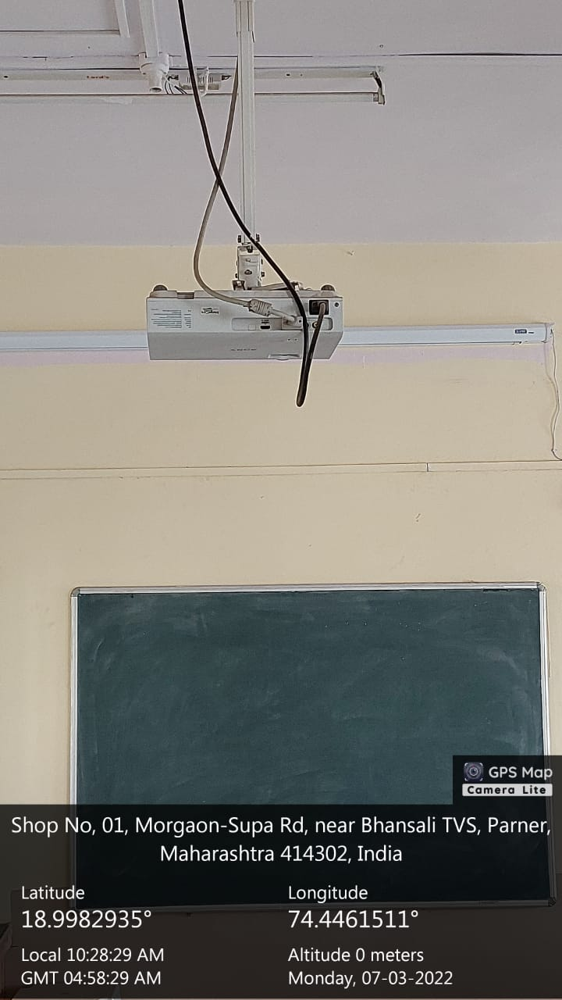 GPS Map
Camera Lite
Shop No, 01, Morgaon-Supa Rd, near Bhansali TVS, Parner,
Maharashtra 414302, India
Latitude
18.9982935°
Longitude
74.4461511°
Local 10:28:29 AM
GMT 04:58:29 AM
Altitude 0 meters
Monday, 07-03-2022